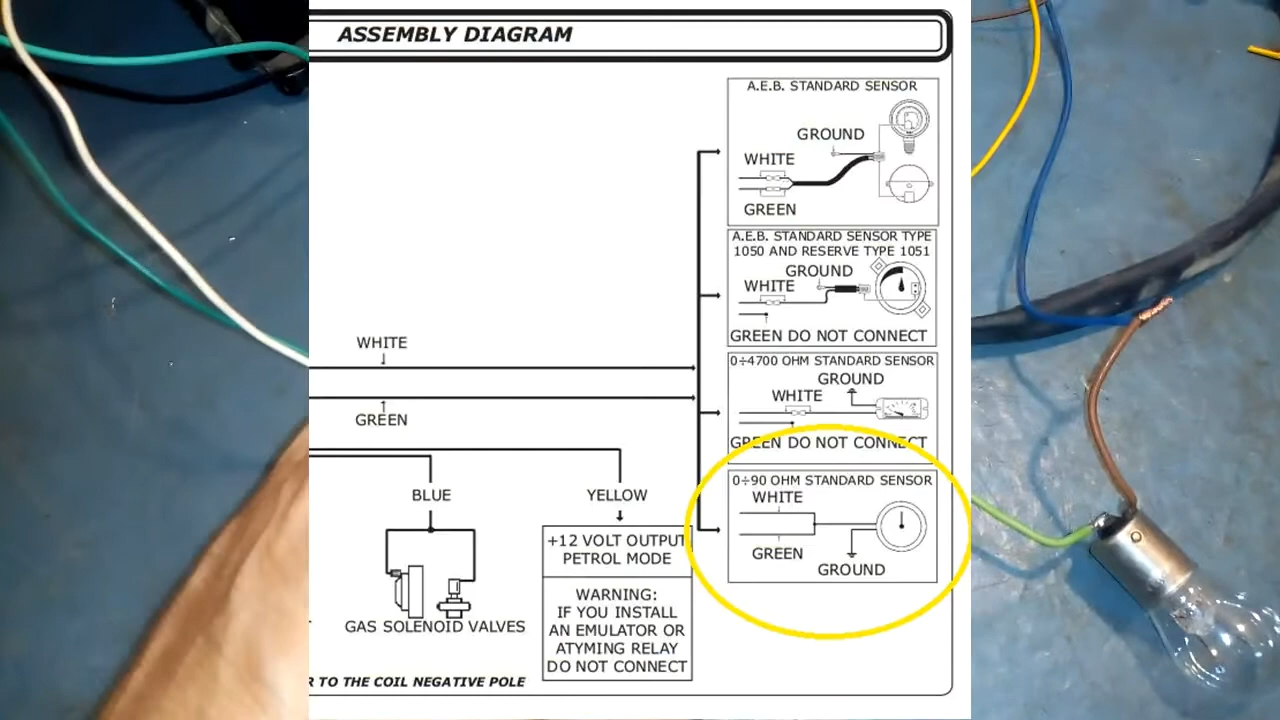 ASSEMBLY DIAGRAM
A.E.B. STANDARD SENSOR
GROUND
WHITE
GREEN
A.E.B. STANDARD SENSOR TYPE
1050 AND RESERVE TYPE 1051
GROUND
WHITE
GREEN DO NOT CONNECT
0÷4700 OHM STANDARD SENSOR
GROUND
WHITE
GREEN DO NOT CONNECT
0÷90 OHM STANDARD SENSOR
WHITE
GREEN
GROUND
WHITE
GREEN
BLUE
GAS SOLENOID VALVES
YELLOW
+12 VOLT OUTPUT
PETROL MODE
WARNING:
IF YOU INSTALL
AN EMULATOR OR
ATYMING RELAY
DO NOT CONNECT
R TO THE COIL NEGATIVE POLE